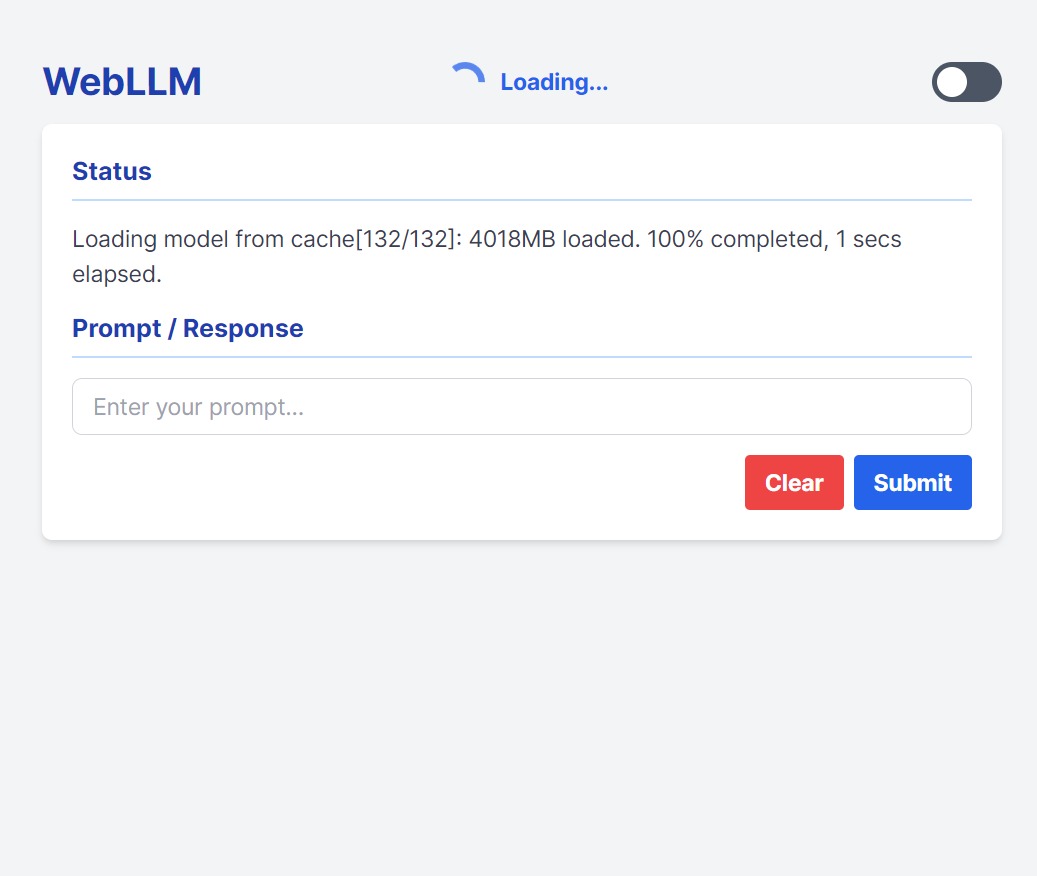 WebLLM
Loading...
Status
Loading model from cache[132/132]: 4018MB loaded. 100% completed, 1 secs
elapsed.
Prompt / Response
Enter your prompt...
Clear
Submit